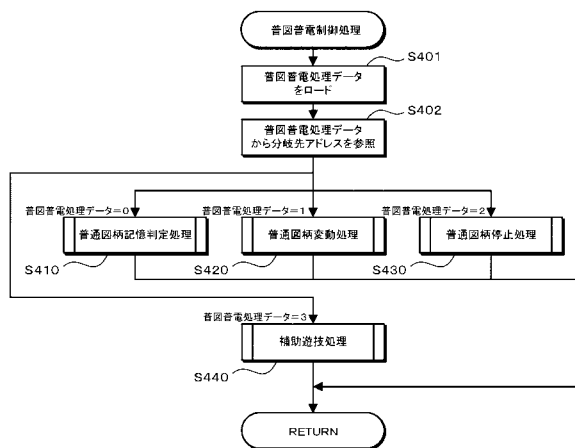 普図普電制御処理
S401
普図普電処理データ
をロード
S402
普図普電処理データ
から分岐先アドレスを参照
普図普電処理データ=0
普図普電処理データ=1
普図普電処理データ=2
普通図柄記憶判定処理
普通図柄変動処理
普通図柄停止処理
S410
S420
S430
普図普電処理データ=3
補助遊技処理
S440
RETURN